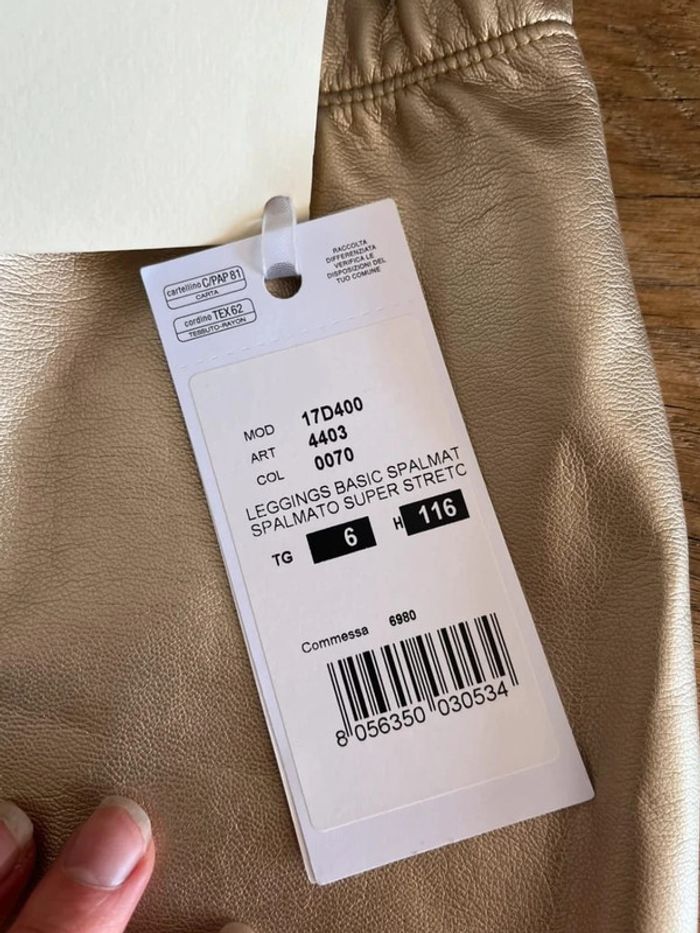 cartellino C/PAP 81
CARTA
cordino TEX 62
TESSUTO-RAYON
RACCOLTA
DIFFERENZIATA
VERIFICA LE
DISPOSIZIONI DEL
TUO COMUNE
MOD 17D400
ART 4403
COL 0070
LEGGINGS BASIC SPALMAT
SPALMATO SUPER STRETC
TG 6 H 116
Commessa 6980
8 056350 030534